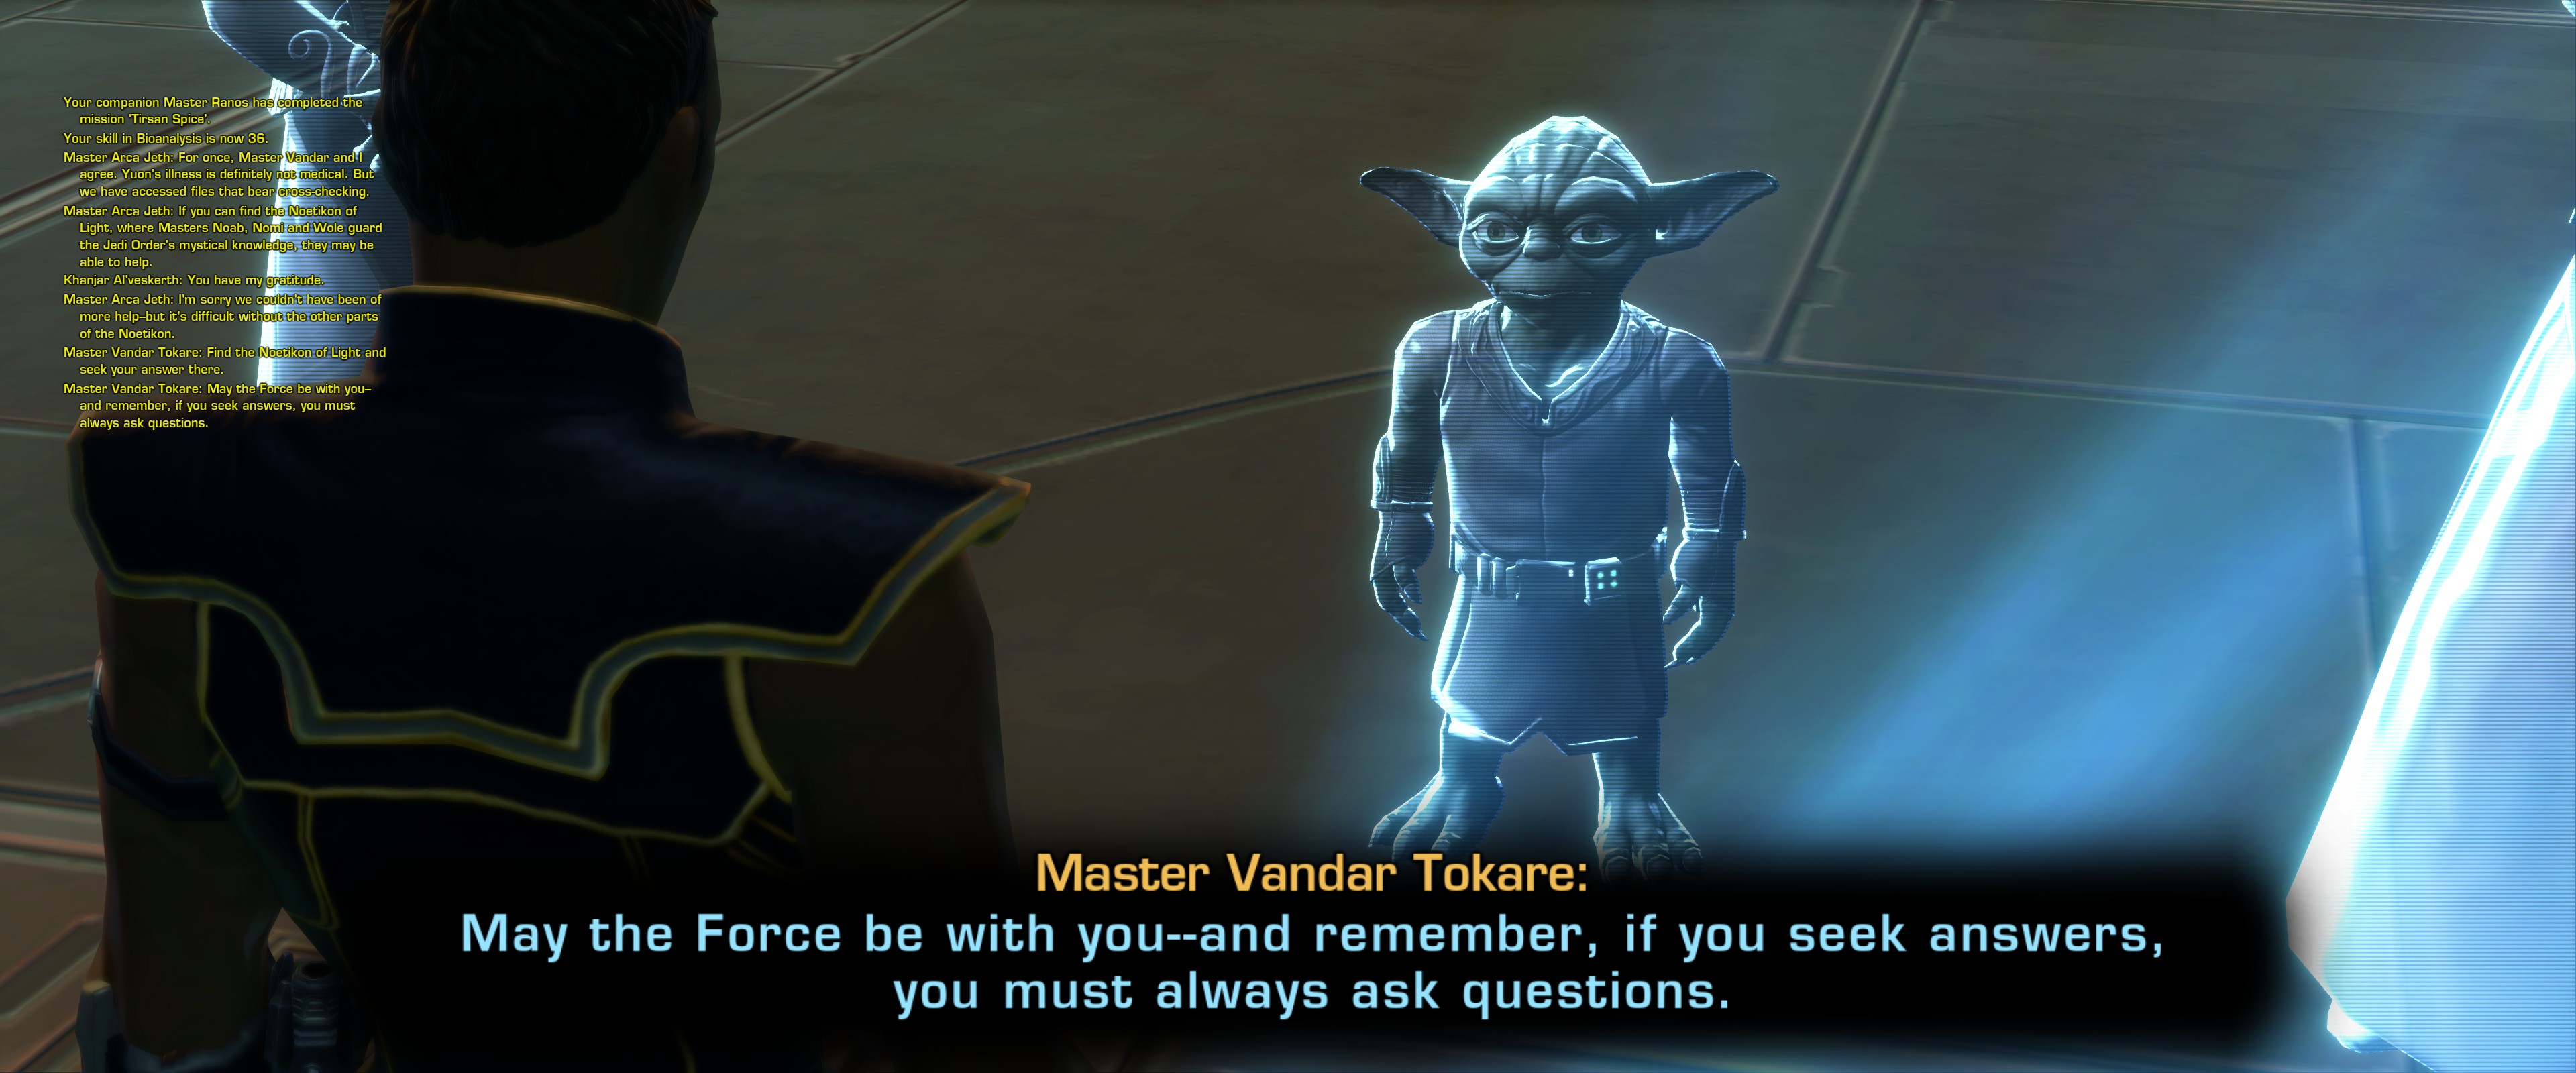 Your companion Master Ranos has completed the
mission 'Tirsan Spice'.
Your skill in Bioanalysis is now 36.
Master Arca Jeth: For once, Master Vandar and I
agree. Yuon's illness is definitely not medical. But
we have accessed files that bear cross-checking.
Master Arca Jeth: If you can find the Noetikon of
Light, where Masters Noab, Nomi and Wole guard
the Jedi Order's mystical knowledge, they may be
able to help.
Khanjar Al'veskerth: You have my gratitude.
Master Arca Jeth: I'm sorry we couldn't have been of
more help--but it's difficult without the other parts
of the Noetikon.
Master Vandar Tokare: Find the Noetikon of Light and
seek your answer there.
Master Vandar Tokare: May the Force be with you--
and remember, if you seek answers, you must
always ask questions.
Master Vandar Tokare:
May the Force be with you--and remember, if you seek answers,
you must always ask questions.